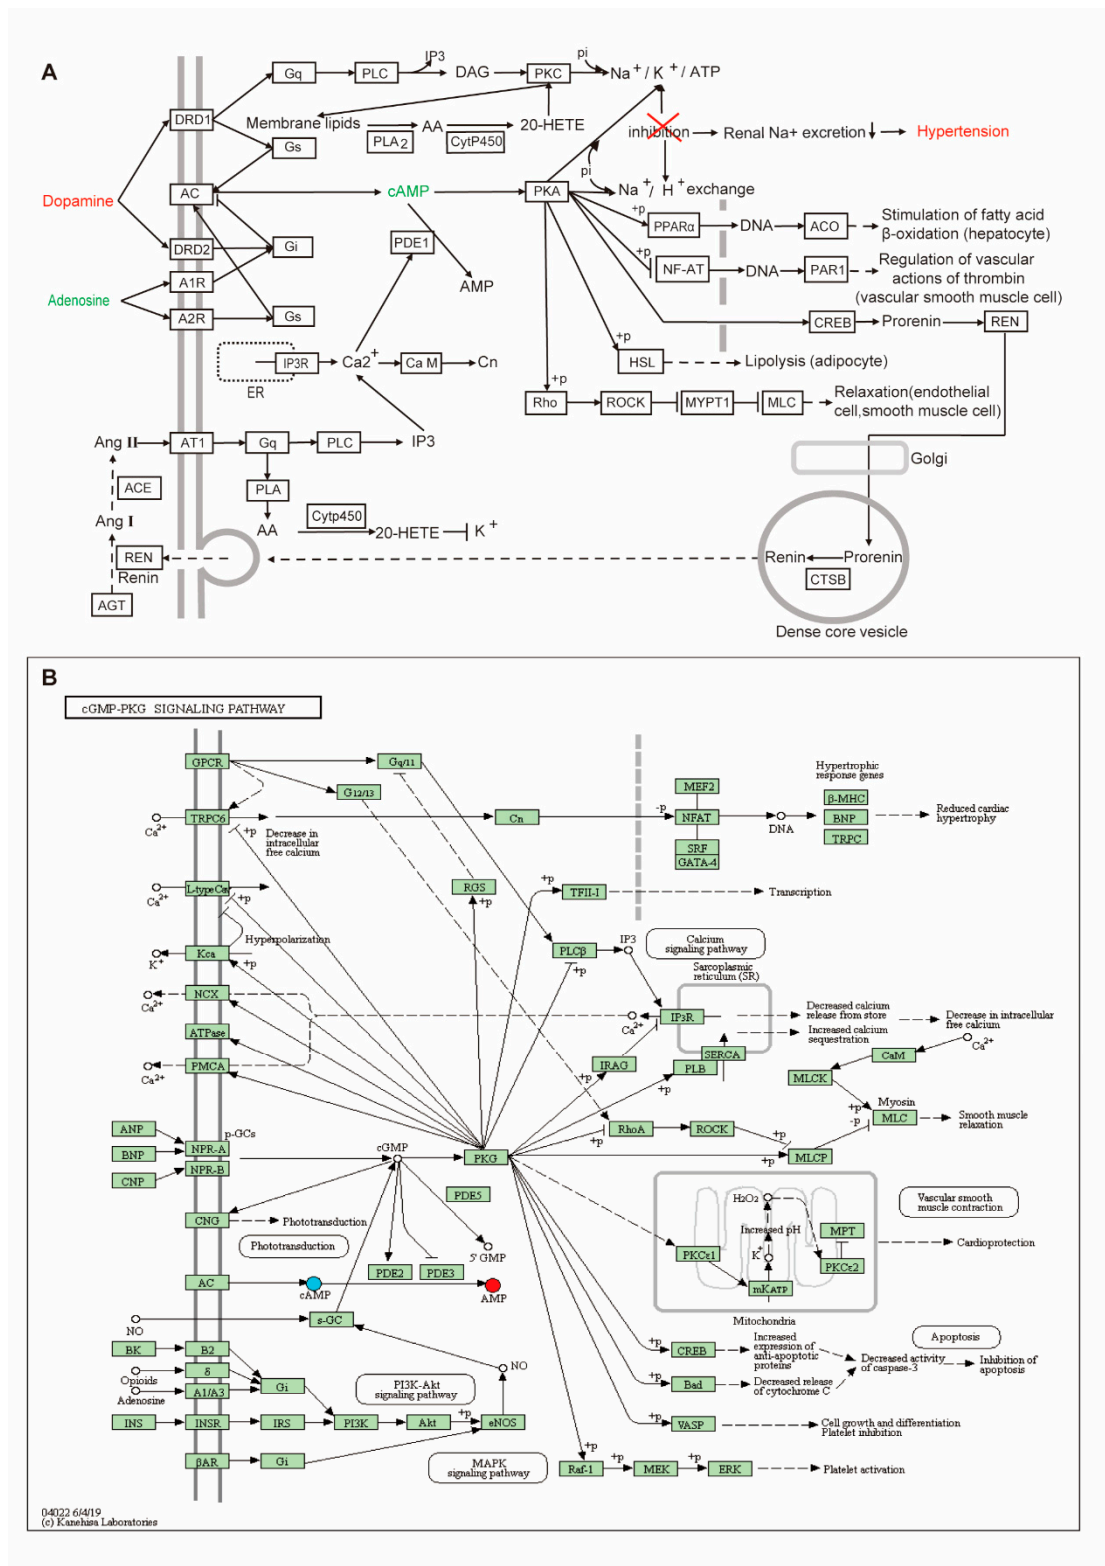 A
Gq
PLC
IP3
DAG
PKC
pi
Na+ / K + / ATP
DRD1
Membrane lipids
AA
20-HETE
PLA2
CytP450
inhibition
Renal Na+ excretion
Hypertension
Gs
Dopamine
AC
cAMP
PKA
pi
Na+/ H + exchange
DRD2
Gi
PDE1
+p
PPARα
DNA
ACO
Stimulation of fatty acid
β-oxidation (hepatocyte)
Adenosine
A1R
AMP
+p
NF-AT
DNA
PAR1
Regulation of vascular
actions of thrombin
(vascular smooth muscle cell)
A2R
Gs
CREB
Prorenin
REN
ER
IP3R
Ca2+
Ca M
Cn
+p
HSL
Lipolysis (adipocyte)
+p
Rho
ROCK
MYPT1
MLC
Relaxation(endothelial
cell,smooth muscle cell)
Ang II
AT1
Gq
PLC
IP3
Golgi
ACE
PLA
Ang I
AA
Cytp450
20-HETE
K +
REN
Renin
AGT
Renin
Prorenin
CTSB
Dense core vesicle
B
cGMP-PKG SIGNALING PATHWAY
GPCR
Gq/11
G12/13
Hypertrophic
response genes
MEF2
TRPC6
Ca2+
+p
Decrease in
intracellular
free calcium
Cn
-p
NFAT
DNA
β-MHC
BNP
TRPC
Reduced cardiac
hypertrophy
SRF
GATA-4
L-typeCav
Ca2+
RGS
+p
+p
TFII-I
Transcription
Hyperpolarization
Kca
K+
+p
PLCβ
+p
IP3
Calcium
signaling pathway
Sarcoplasmic
reticulum (SR)
NCX
Ca2+
ATPase
PMCA
Ca2+
Ca2+
IP3R
Decreased calcium
release from store
Increased calcium
sequestration
Decrease in intracellular
free calcium
SERCA
IRAG
+p
PLB
+p
CaM
Ca2+
MLCK
Myosin
+p
-p
MLC
Smooth muscle
relaxation
ANP
BNP
CNP
p-GCs
NPR-A
NPR-B
cGMP
PKG
RhoA
+p
ROCK
MLCP
+p
PDE5
CNG
Phototransduction
Phototransduction
5' GMP
PDE2
PDE3
H2O2
Increased pH
K+
MPT
PKCε1
PKCε2
mKATP
Mitochondria
Vascular smooth
muscle contraction
Cardioprotection
AC
cAMP
AMP
NO
s-GC
BK
B2
Opioids
δ
Adenosine
A1/A3
Gi
PI3K-Akt
signaling pathway
NO
+p
CREB
Increased
expression of
anti-apoptotic
proteins
Apoptosis
Decreased activity
of caspase-3
Inhibition of
apoptosis
+p
Bad
Decreased release
of cytochrome C
INS
INSR
IRS
PI3K
Akt
+p
eNOS
+p
VASP
Cell growth and differentiation
Platelet inhibition
βAR
Gi
MAPK
signaling pathway
+p
Raf-1
+p
MEK
+p
ERK
Platelet activation
04022 6/4/19
(c) Kanehisa Laboratories